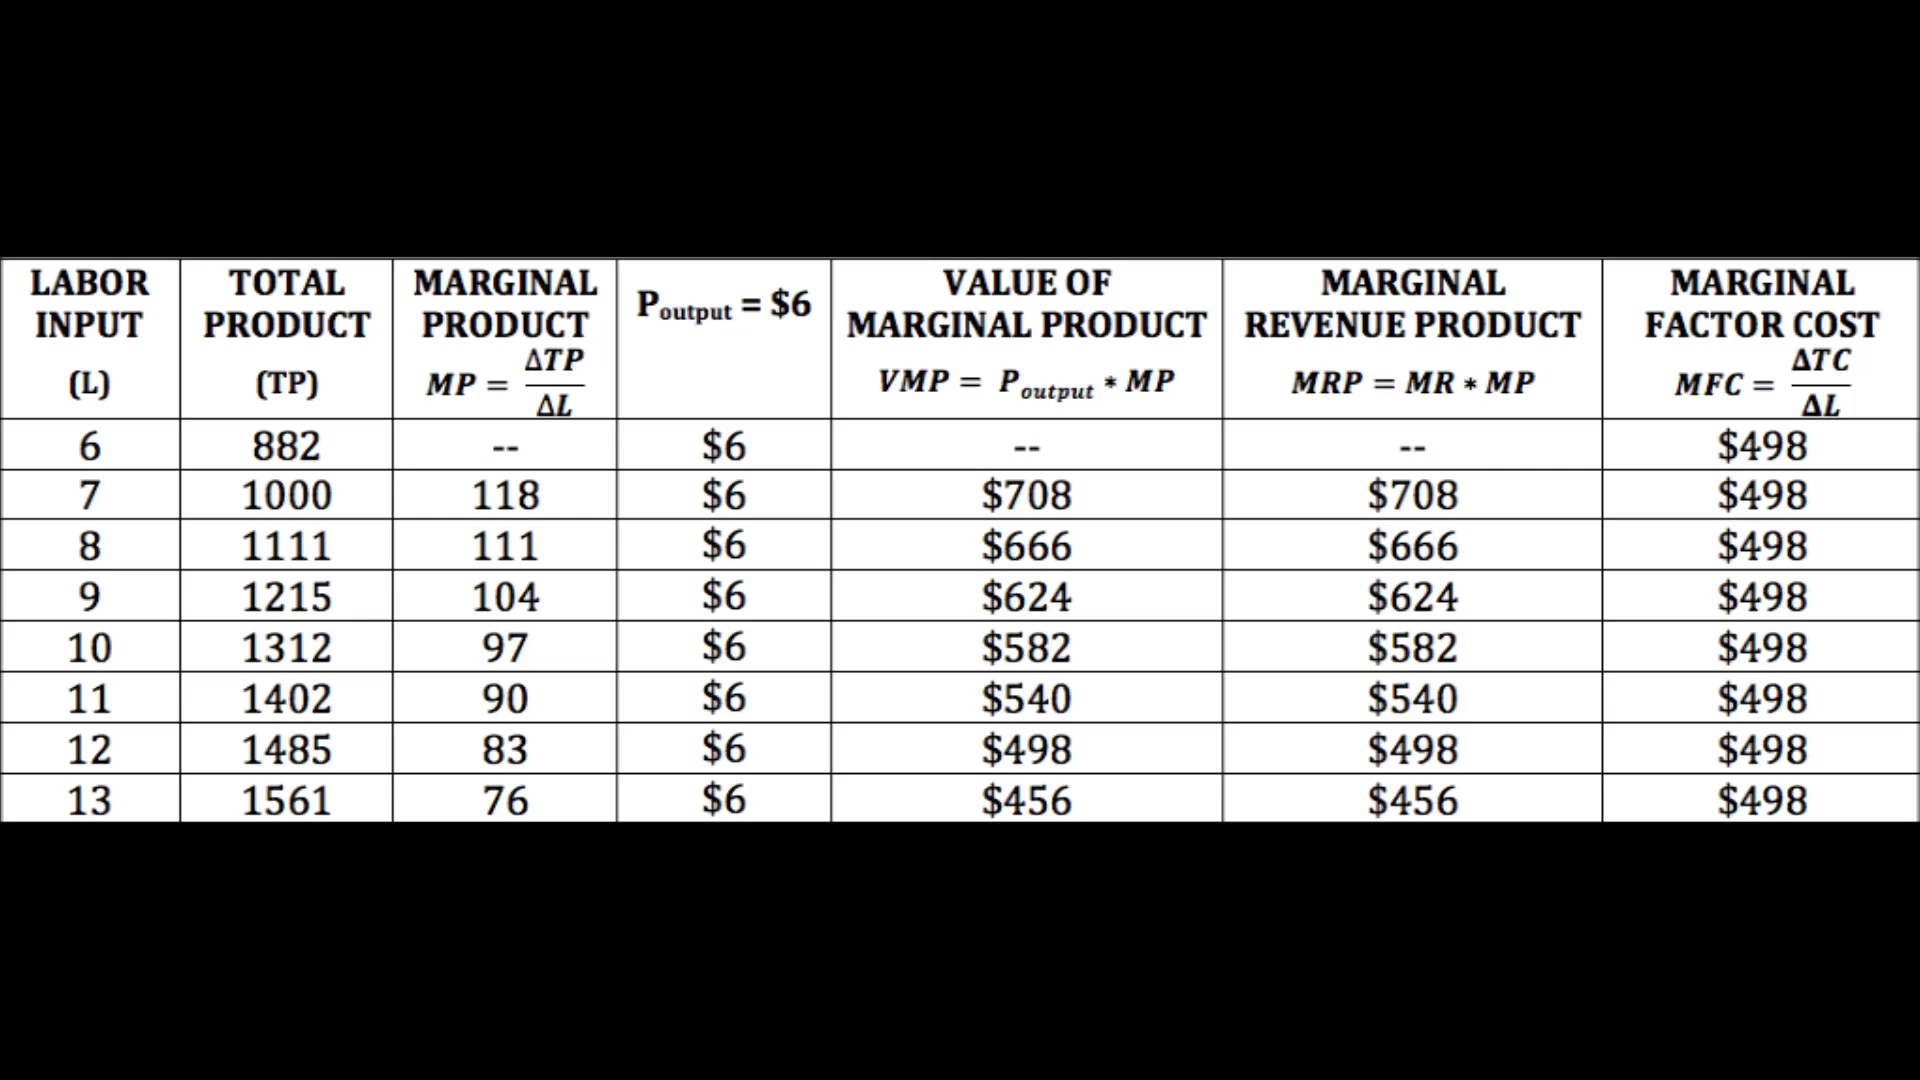 LABOR INPUT (L) | TOTAL PRODUCT (TP) | MARGINAL PRODUCT MP = ΔTP/ΔL | Poutput = $6 | VALUE OF MARGINAL PRODUCT VMP = Poutput * MP | MARGINAL REVENUE PRODUCT MRP = MR * MP | MARGINAL FACTOR COST MFC = ΔTC/ΔL
6 | 882 | -- | $6 | -- | -- | $498
7 | 1000 | 118 | $6 | $708 | $708 | $498
8 | 1111 | 111 | $6 | $666 | $666 | $498
9 | 1215 | 104 | $6 | $624 | $624 | $498
10 | 1312 | 97 | $6 | $582 | $582 | $498
11 | 1402 | 90 | $6 | $540 | $540 | $498
12 | 1485 | 83 | $6 | $498 | $498 | $498
13 | 1561 | 76 | $6 | $456 | $456 | $498